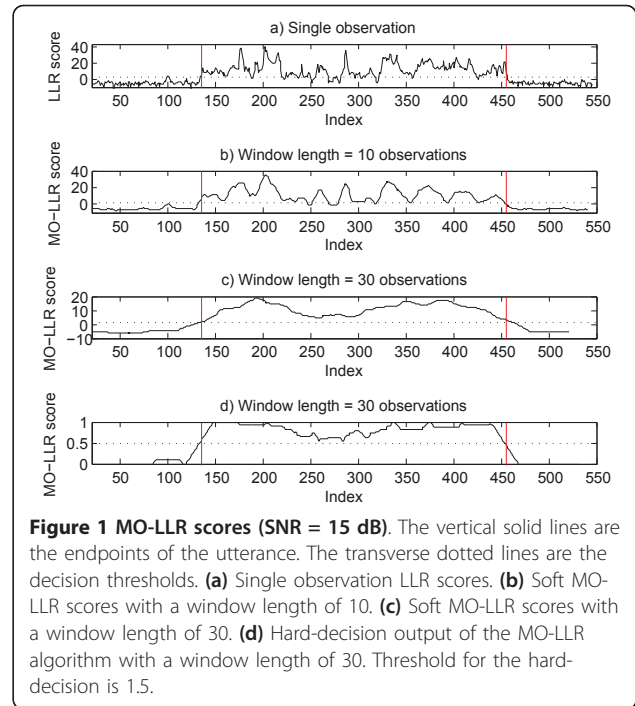 a) Single observation
LLR score
40
20
0
50 100 150 200 250 300 350 400 450 500 550
Index
b) Window length = 10 observations
MO−LLR score
40
20
0
50 100 150 200 250 300 350 400 450 500 550
Index
c) Window length = 30 observations
MO−LLR score
20
10
0
−10
50 100 150 200 250 300 350 400 450 500 550
Index
d) Window length = 30 observations
MO−LLR score
1
0.5
0
50 100 150 200 250 300 350 400 450 500 550
Index
Figure 1 MO-LLR scores (SNR = 15 dB). The vertical solid lines are
the endpoints of the utterance. The transverse dotted lines are the
decision thresholds. (a) Single observation LLR scores. (b) Soft MO-
LLR scores with a window length of 10. (c) Soft MO-LLR scores with
a window length of 30. (d) Hard-decision output of the MO-LLR
algorithm with a window length of 30. Threshold for the hard-
decision is 1.5.